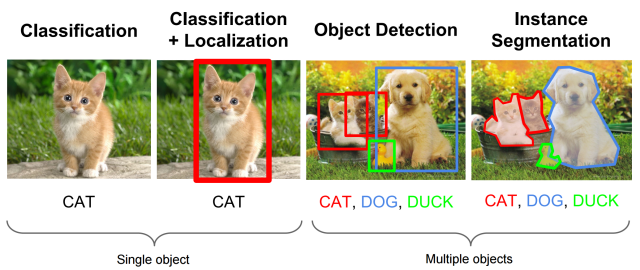 Classification
Classification
+ Localization
Object Detection
Instance
Segmentation
CAT
CAT
CAT, DOG, DUCK
CAT, DOG, DUCK
Single object
Multiple objects